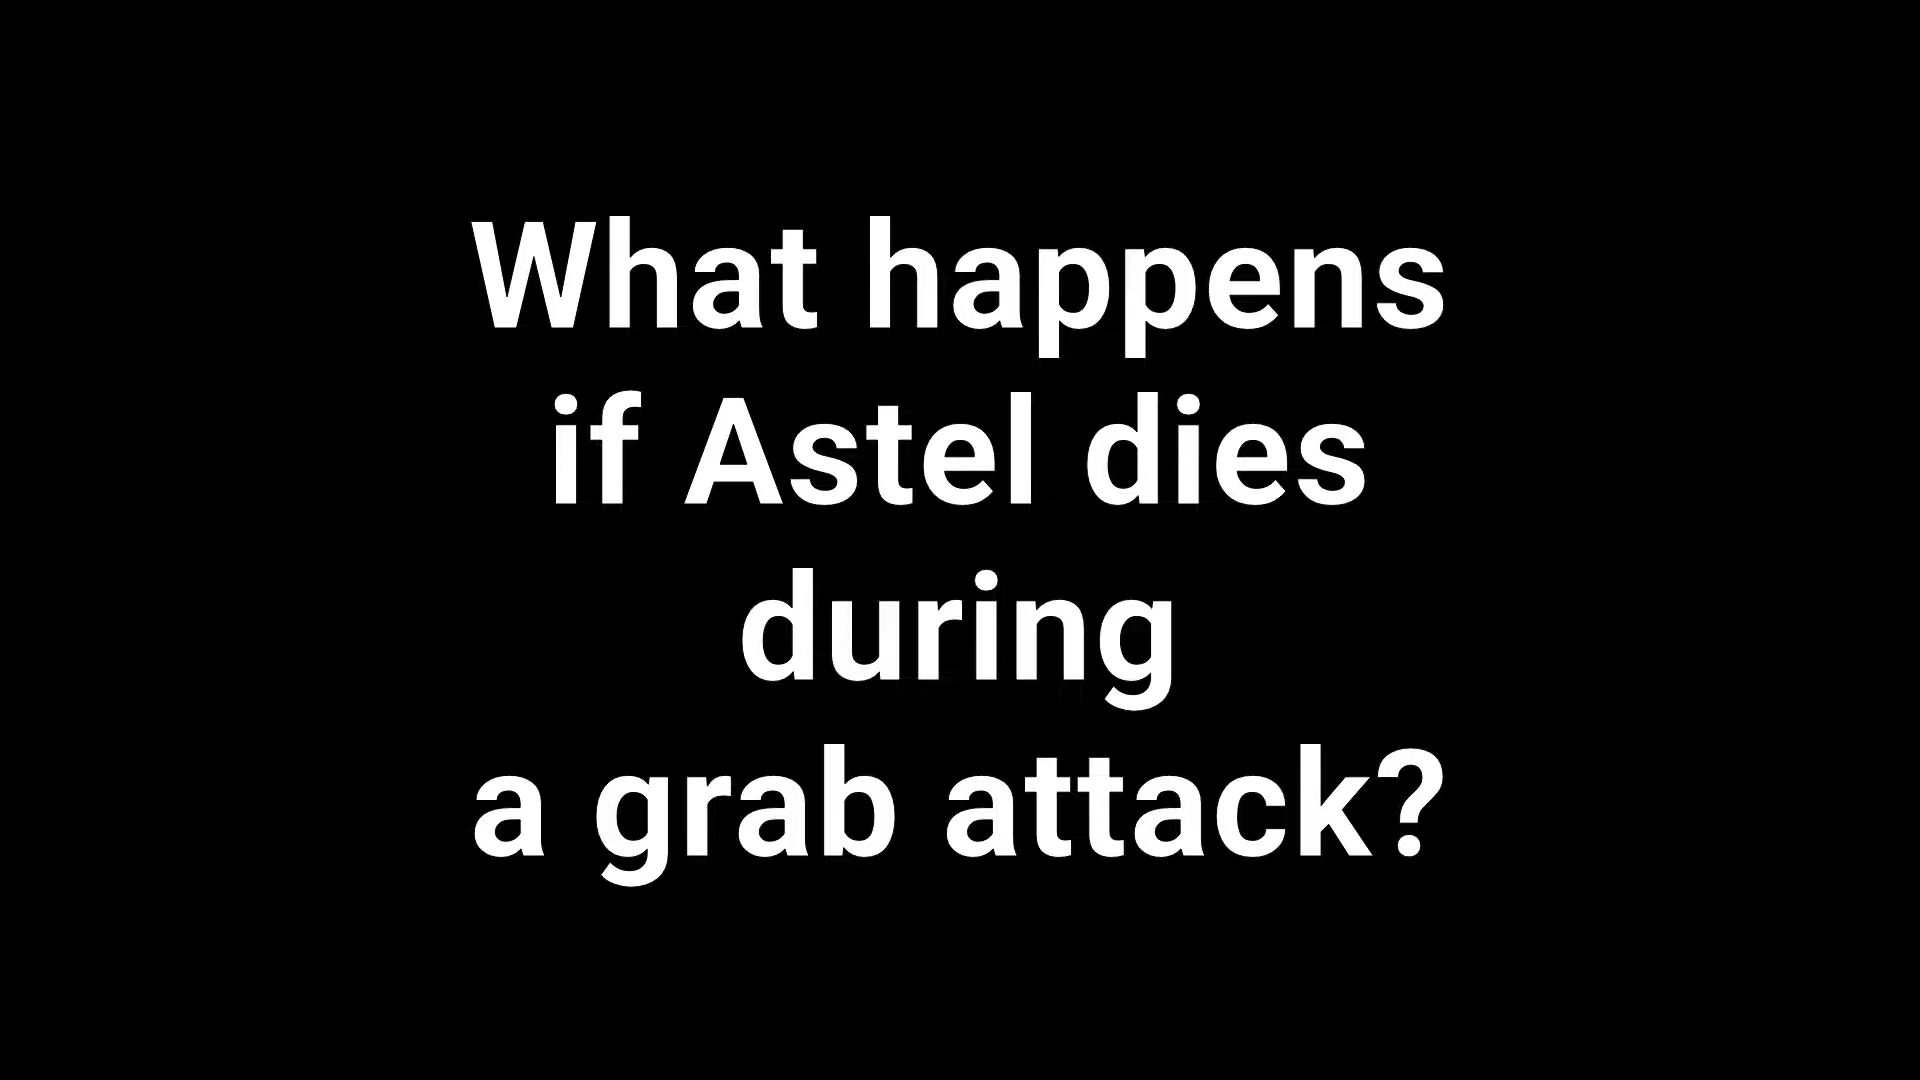 What happens
if Astel dies
during
a grab attack?